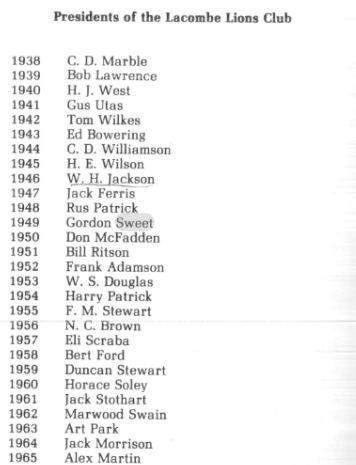 Presidents of the Lacombe Lions Club
1938 C. D. Marble
1939 Bob Lawrence
1940 H. J. West
1941 Gus Utas
1942 Tom Wilkes
1943 Ed Bowering
1944 C. D. Williamson
1945 H. E. Wilson
1946 W. H. Jackson
1947 Jack Ferris
1948 Rus Patrick
1949 Gordon Sweet
1950 Don McFadden
1951 Bill Ritson
1952 Frank Adamson
1953 W. S. Douglas
1954 Harry Patrick
1955 F. M. Stewart
1956 N. C. Brown
1957 Eli Scraba
1958 Bert Ford
1959 Duncan Stewart
1960 Horace Soley
1961 Jack Stothart
1962 Marwood Swain
1963 Art Park
1964 Jack Morrison
1965 Alex Martin